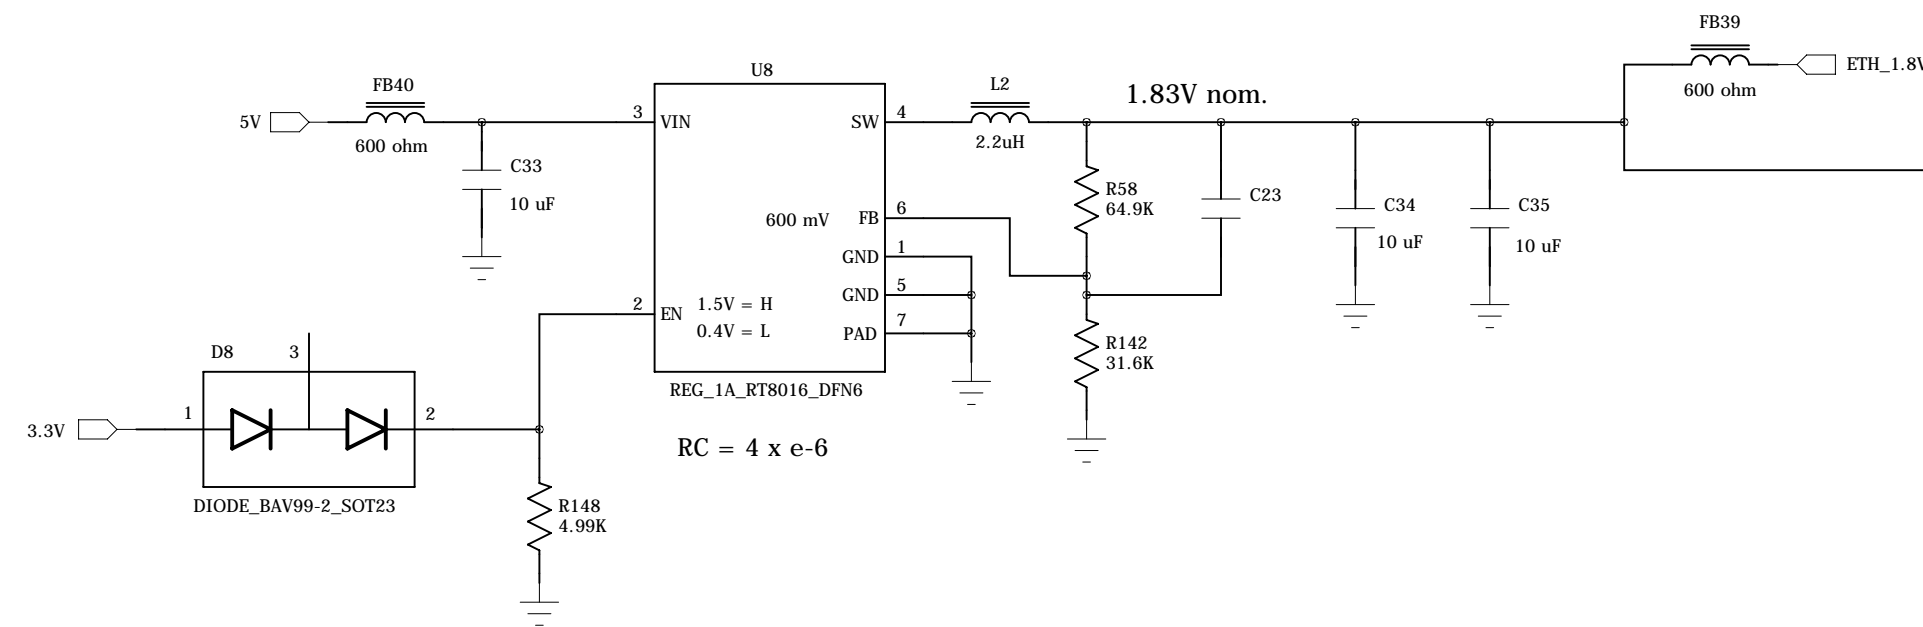 FB39
ETH_1.8V
600 ohm
U8
FB40
L2
1.83V nom.
5V
3
VIN
SW
4
600 ohm
2.2uH
C33
10 uF
R58
64.9K
C23
600 mV
FB
6
C34
10 uF
C35
10 uF
GND
1
GND
5
2
EN
1.5V = H
0.4V = L
PAD
7
R142
31.6K
D8
3
REG_1A_RT8016_DFN6
3.3V
1
2
RC = 4 x e-6
DIODE_BAV99-2_SOT23
R148
4.99K